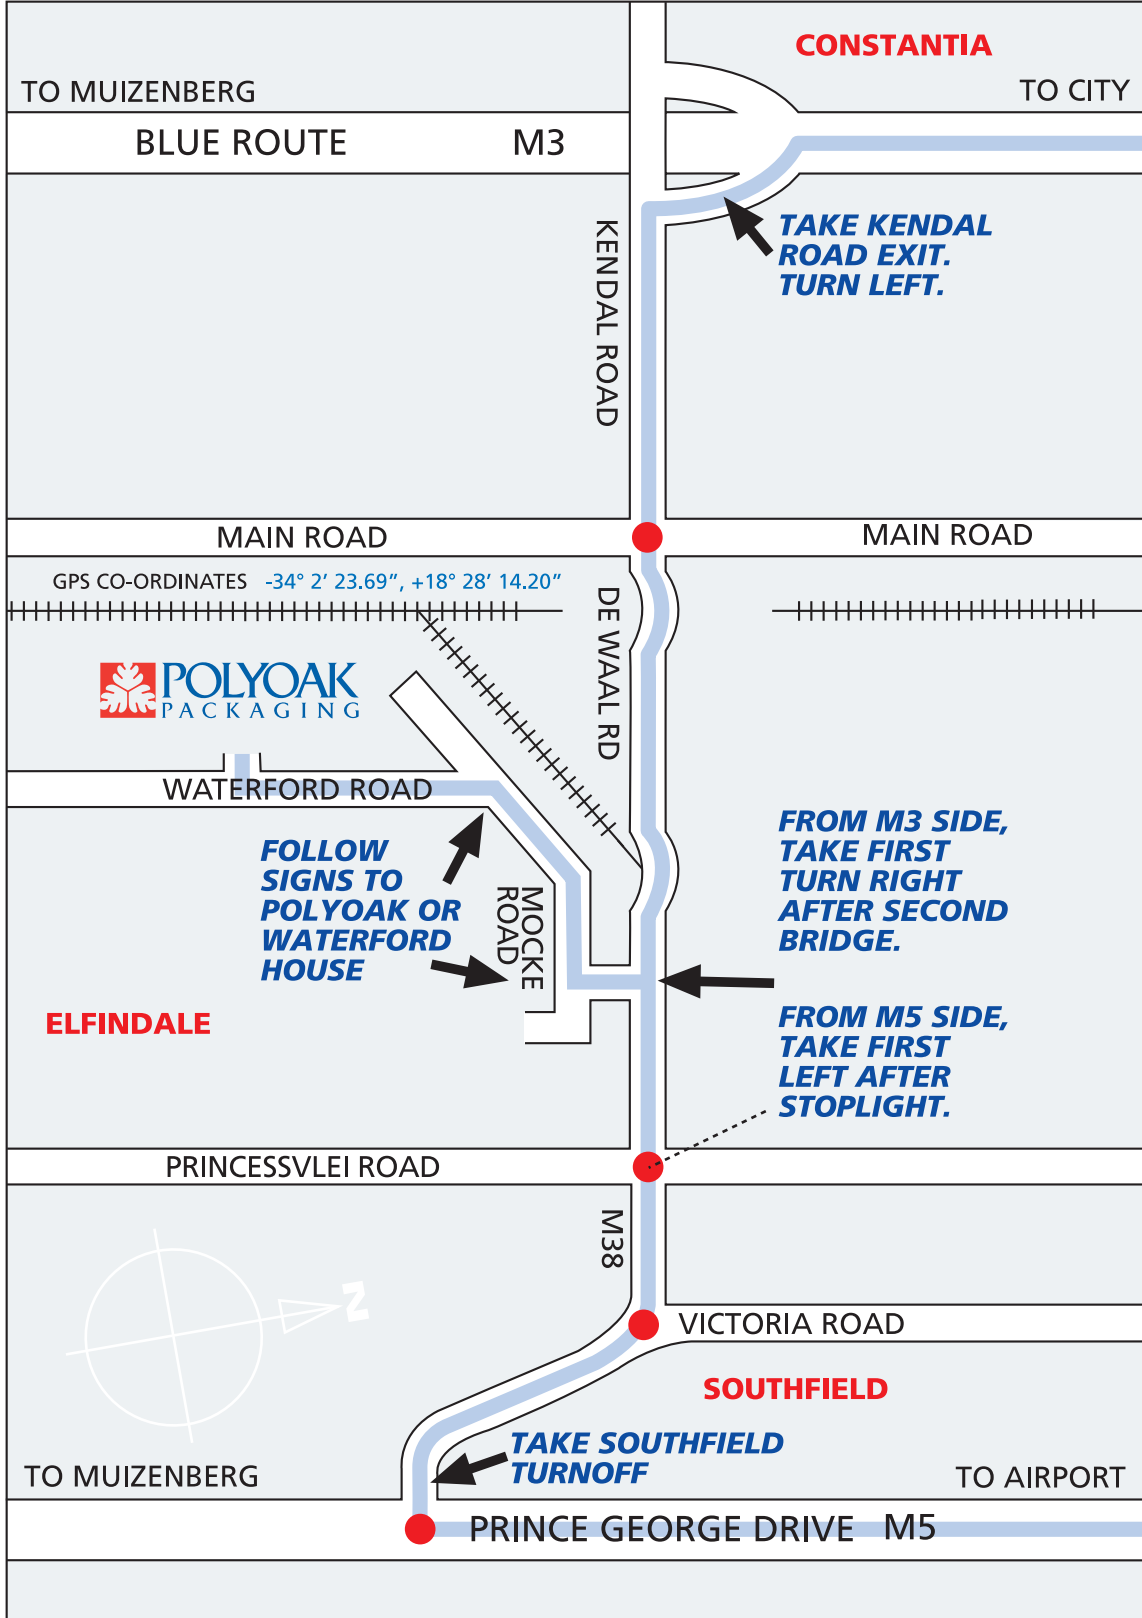 CONSTANTIA
TO MUIZENBERG
TO CITY
BLUE ROUTE M3
KENDAL ROAD
TAKE KENDAL
ROAD EXIT.
TURN LEFT.
MAIN ROAD
MAIN ROAD
GPS CO-ORDINATES -34° 2’ 23.69”, +18° 28’ 14.20”
DE WAAL RD
POLYOAK
PACKAGING
WATERFORD ROAD
FOLLOW
SIGNS TO
POLYOAK OR
WATERFORD
HOUSE
MOCKE
ROAD
FROM M3 SIDE,
TAKE FIRST
TURN RIGHT
AFTER SECOND
BRIDGE.
ELFINDALE
FROM M5 SIDE,
TAKE FIRST
LEFT AFTER
STOPLIGHT.
PRINCESSVLEI ROAD
M38
N
VICTORIA ROAD
SOUTHFIELD
TAKE SOUTHFIELD
TURNOFF
TO MUIZENBERG
TO AIRPORT
PRINCE GEORGE DRIVE M5